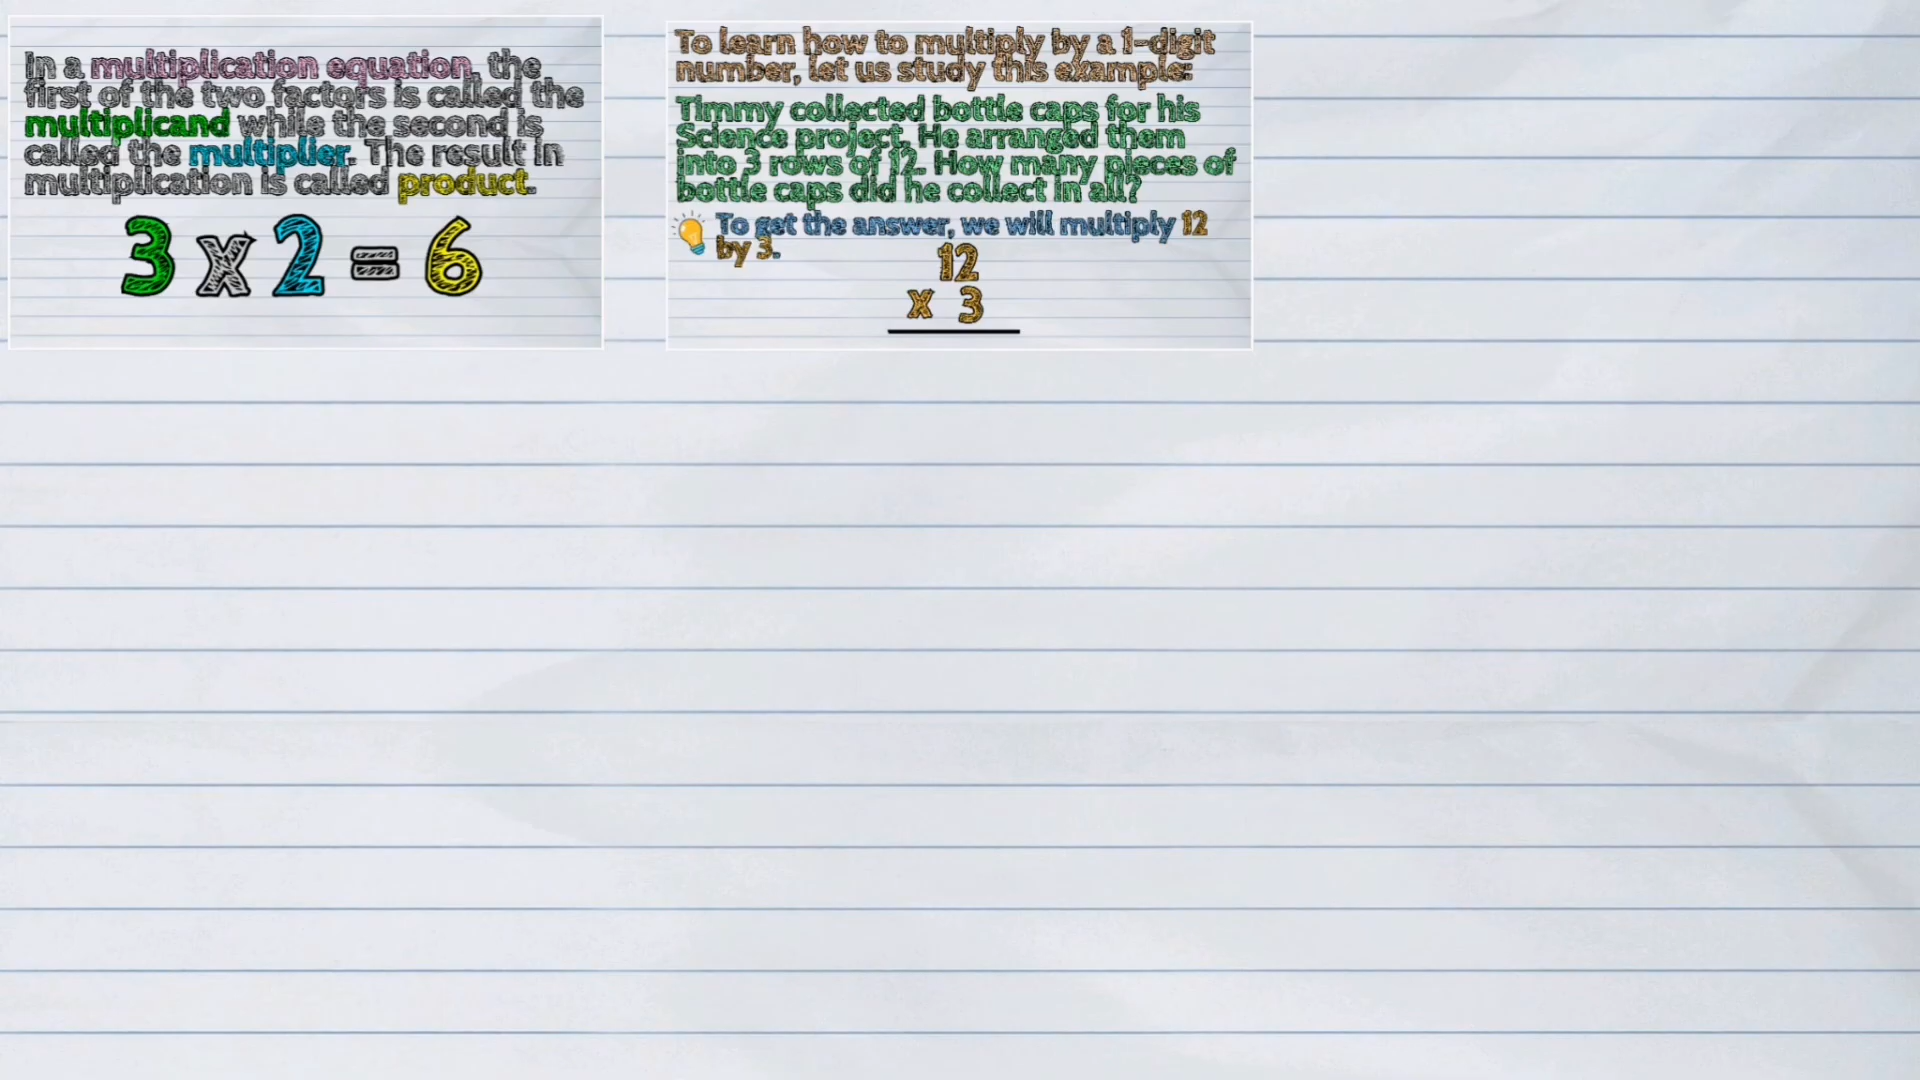 In a multiplication equation, the
first of the two factors is called the
multiplicand while the second is
called the multiplier. The result in
multiplication is called product.
3 x 2 = 6
To learn how to multiply by a 1-digit
number, let us study this example:
Timmy collected bottle caps for his
Science project. He arranged them
into 3 rows of 12. How many pieces of
bottle caps did he collect in all?
To get the answer, we will multiply 12
by 3.
12
x 3